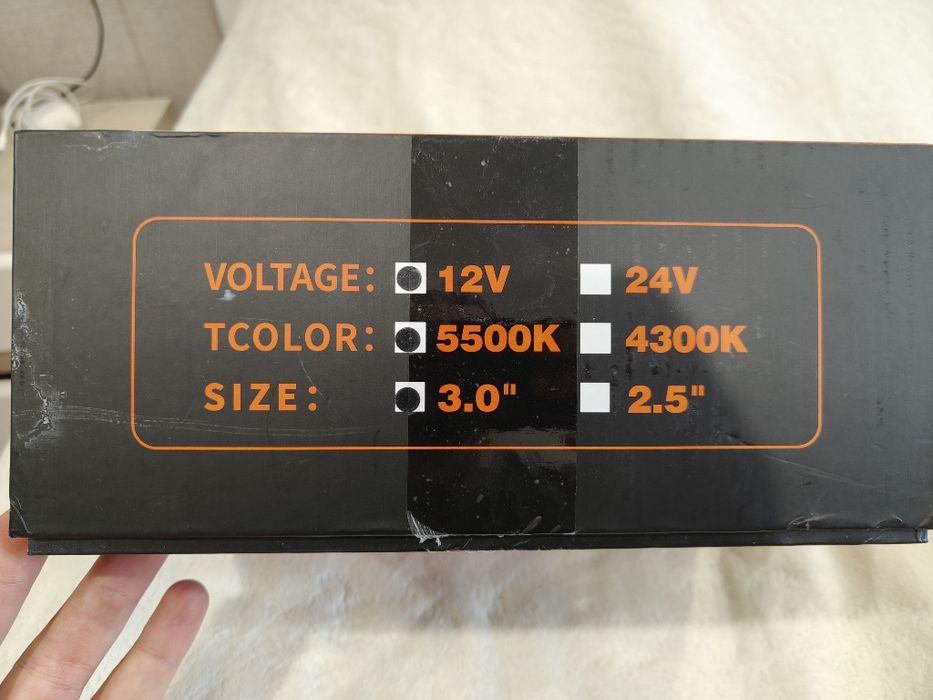 VOLTAGE: 12V 24V
TCOLOR: 5500K 4300K
SIZE: 3.0" 2.5"